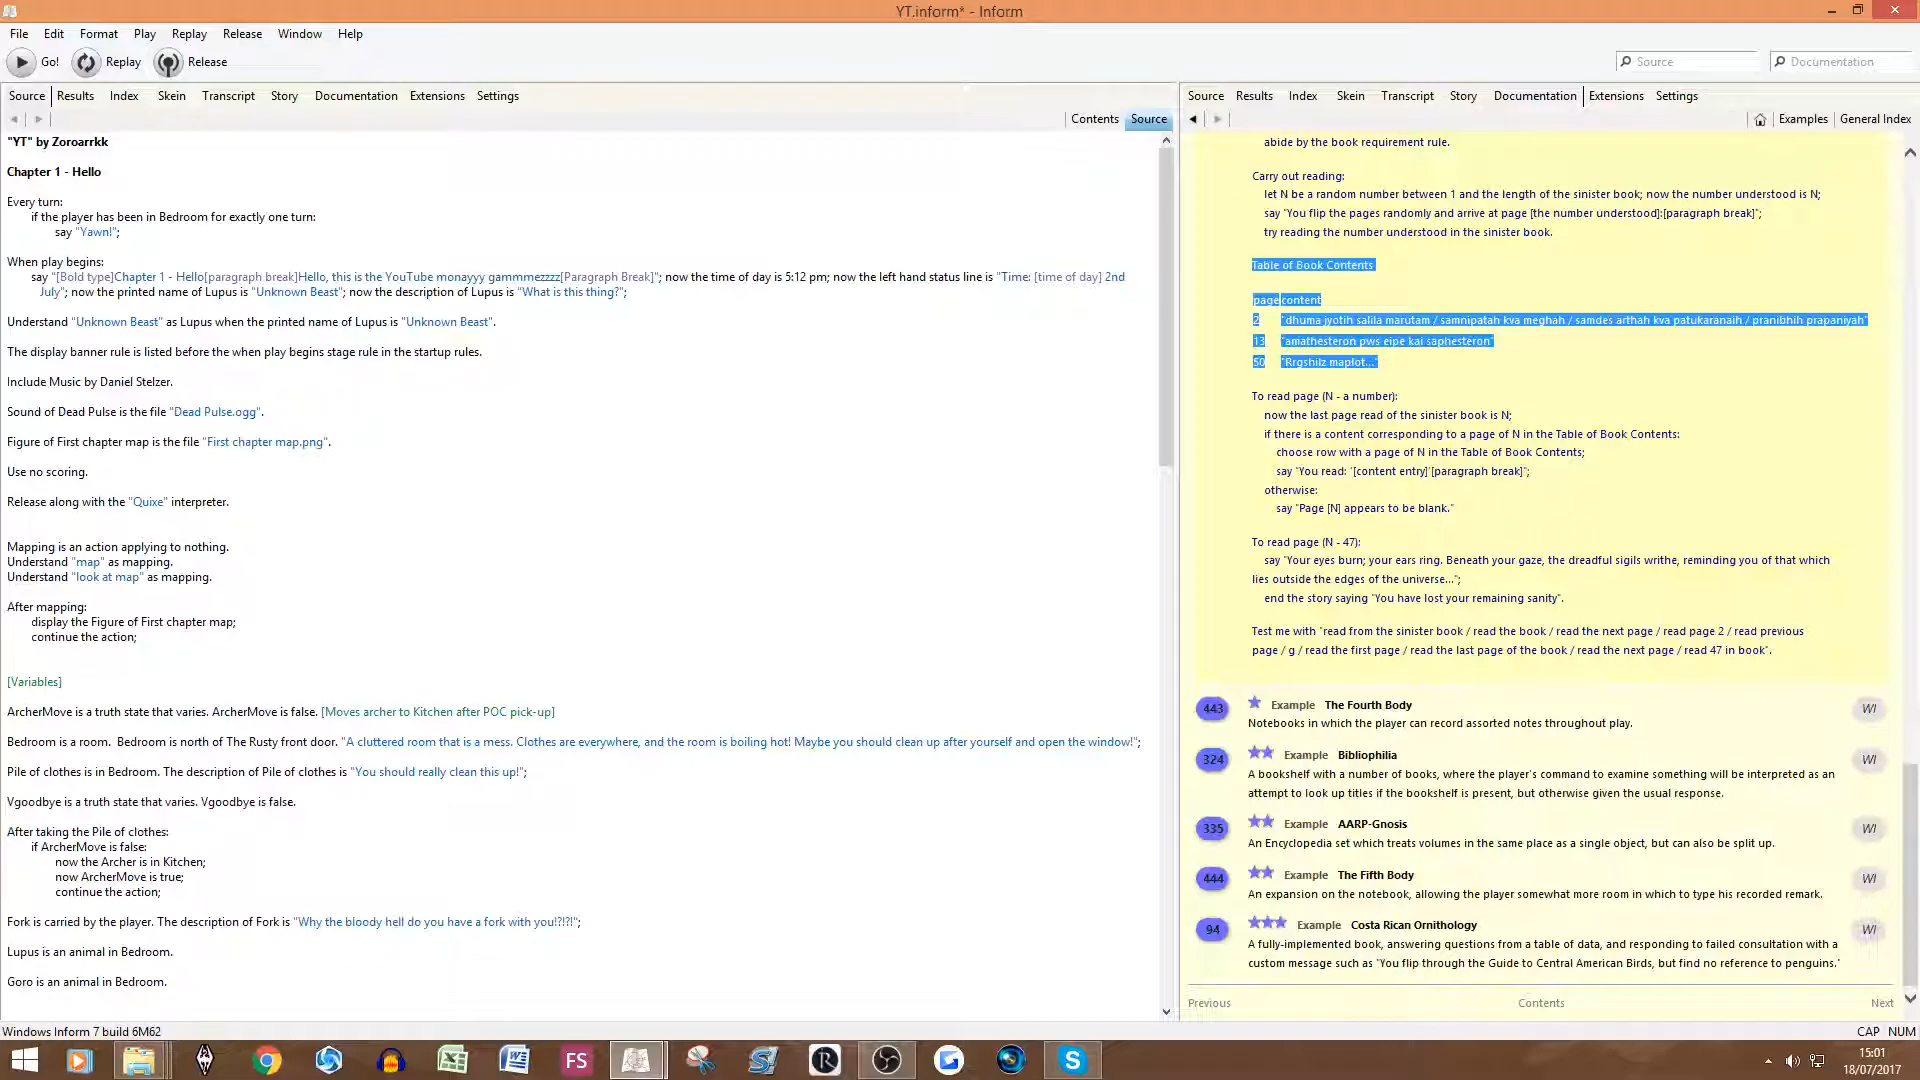 YT.inform* - Inform
File Edit Format Play Replay Release Window Help
Go! Replay Release
Source Documentation
Source Results Index Skein Transcript Story Documentation Extensions Settings
Contents Source
"YT" by Zoroarrkk
Chapter 1 - Hello
Every turn:
if the player has been in Bedroom for exactly one turn:
say "Yawn!";
When play begins:
say "[Bold type]Chapter 1 - Hello[paragraph break]Hello, this is the YouTube monayyy gammmezzzz[Paragraph Break]"; now the time of day is 5:12 pm; now the left hand status line is "Time: [time of day] 2nd
July"; now the printed name of Lupus is "Unknown Beast"; now the description of Lupus is "What is this thing?";
Understand "Unknown Beast" as Lupus when the printed name of Lupus is "Unknown Beast".
The display banner rule is listed before the when play begins stage rule in the startup rules.
Include Music by Daniel Stelzer.
Sound of Dead Pulse is the file "Dead Pulse.ogg".
Figure of First chapter map is the file "First chapter map.png".
Use no scoring.
Release along with the "Quixe" interpreter.
Mapping is an action applying to nothing.
Understand "map" as mapping.
Understand "look at map" as mapping.
After mapping:
display the Figure of First chapter map;
continue the action;
[Variables]
ArcherMove is a truth state that varies. ArcherMove is false. [Moves archer to Kitchen after POC pick-up]
Bedroom is a room.  Bedroom is north of The Rusty front door. "A cluttered room that is a mess. Clothes are everywhere, and the room is boiling hot! Maybe you should clean up after yourself and open the window!";
Pile of clothes is in Bedroom. The description of Pile of clothes is "You should really clean this up!";
Vgoodbye is a truth state that varies. Vgoodbye is false.
After taking the Pile of clothes:
if ArcherMove is false:
now the Archer is in Kitchen;
now ArcherMove is true;
continue the action;
Fork is carried by the player. The description of Fork is "Why the bloody hell do you have a fork with you!?!?!";
Lupus is an animal in Bedroom.
Goro is an animal in Bedroom.
Source Results Index Skein Transcript Story Documentation Extensions Settings
Examples General Index
abide by the book requirement rule.
Carry out reading:
let N be a random number between 1 and the length of the sinister book; now the number understood is N;
say "You flip the pages randomly and arrive at page [the number understood]:[paragraph break]";
try reading the number understood in the sinister book.
Table of Book Contents
page content
2 "dhuma jyotih salila marutam / samnipatah kva meghah / samdes arthah kva patukaranaih / pranibhih prapaniyah"
13 "amathesteron pws eipe kai saphesteron"
50 "Rrgshilz maplot..."
To read page (N - a number):
now the last page read of the sinister book is N;
if there is a content corresponding to a page of N in the Table of Book Contents:
choose row with a page of N in the Table of Book Contents;
say "You read: '[content entry]'[paragraph break]";
otherwise:
say "Page [N] appears to be blank."
To read page (N - 47):
say "Your eyes burn; your ears ring. Beneath your gaze, the dreadful sigils writhe, reminding you of that which
lies outside the edges of the universe...";
end the story saying "You have lost your remaining sanity".
Test me with "read from the sinister book / read the book / read the next page / read page 2 / read previous
page / g / read the first page / read the last page of the book / read the next page / read 47 in book".
443 Example The Fourth Body WI
Notebooks in which the player can record assorted notes throughout play.
324 Example Bibliophilia WI
A bookshelf with a number of books, where the player's command to examine something will be interpreted as an
attempt to look up titles if the bookshelf is present, but otherwise given the usual response.
335 Example AARP-Gnosis WI
An Encyclopedia set which treats volumes in the same place as a single object, but can also be split up.
444 Example The Fifth Body WI
An expansion on the notebook, allowing the player somewhat more room in which to type his recorded remark.
94 Example Costa Rican Ornithology WI
A fully-implemented book, answering questions from a table of data, and responding to failed consultation with a
custom message such as "You flip through the Guide to Central American Birds, but find no reference to penguins."
Previous Contents Next
Windows Inform 7 build 6M62 CAP NUM
FS
15:01
18/07/2017